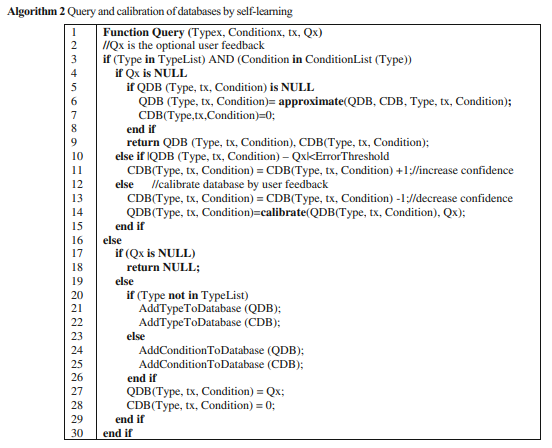 Algorithm 2 Query and calibration of databases by self-learning
1 Function Query (Typex, Conditionx, tx, Qx)
2 //Qx is the optional user feedback
3 if (Type in TypeList) AND (Condition in ConditionList (Type))
4 if Qx is NULL
5 if QDB (Type, tx, Condition) is NULL
6 QDB (Type, tx, Condition)= approximate(QDB, CDB, Type, tx, Condition);
7 CDB(Type,tx,Condition)=0;
8 end if
9 return QDB (Type, tx, Condition), CDB(Type, tx, Condition);
10 else if |QDB (Type, tx, Condition) – Qx|<ErrorThreshold
11 CDB(Type, tx, Condition) = CDB(Type, tx, Condition) +1;//increase confidence
12 else //calibrate database by user feedback
13 CDB(Type, tx, Condition) = CDB(Type, tx, Condition) -1;//decrease confidence
14 QDB(Type, tx, Condition)=calibrate(QDB(Type, tx, Condition), Qx);
15 end if
16 else
17 if (Qx is NULL)
18 return NULL;
19 else
20 if (Type not in TypeList)
21 AddTypeToDatabase (QDB);
22 AddTypeToDatabase (CDB);
23 else
24 AddConditionToDatabase (QDB);
25 AddConditionToDatabase (CDB);
26 end if
27 QDB(Type, tx, Condition) = Qx;
28 CDB(Type, tx, Condition) = 0;
29 end if
30 end if